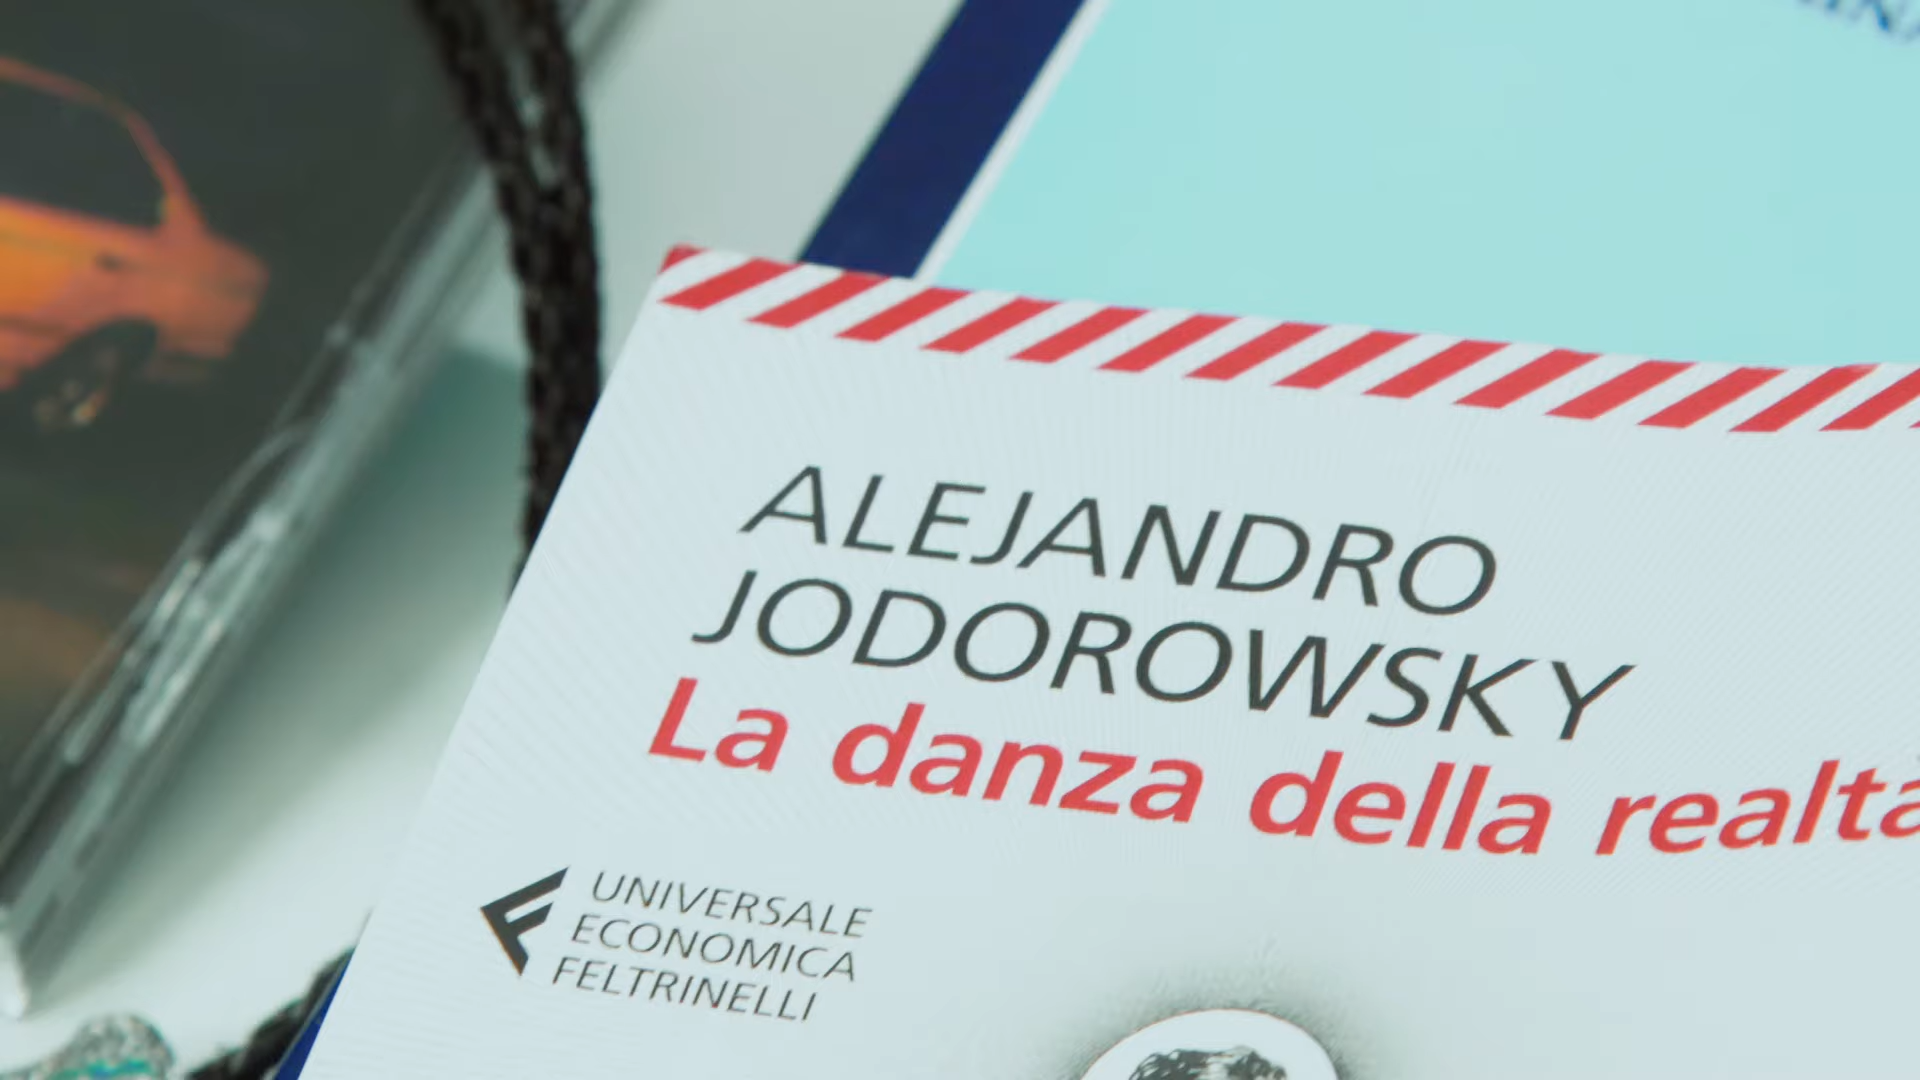 ALEJANDRO
JODOROWSKY
La danza della realtà
UNIVERSALE
ECONOMICA
FELTRINELLI